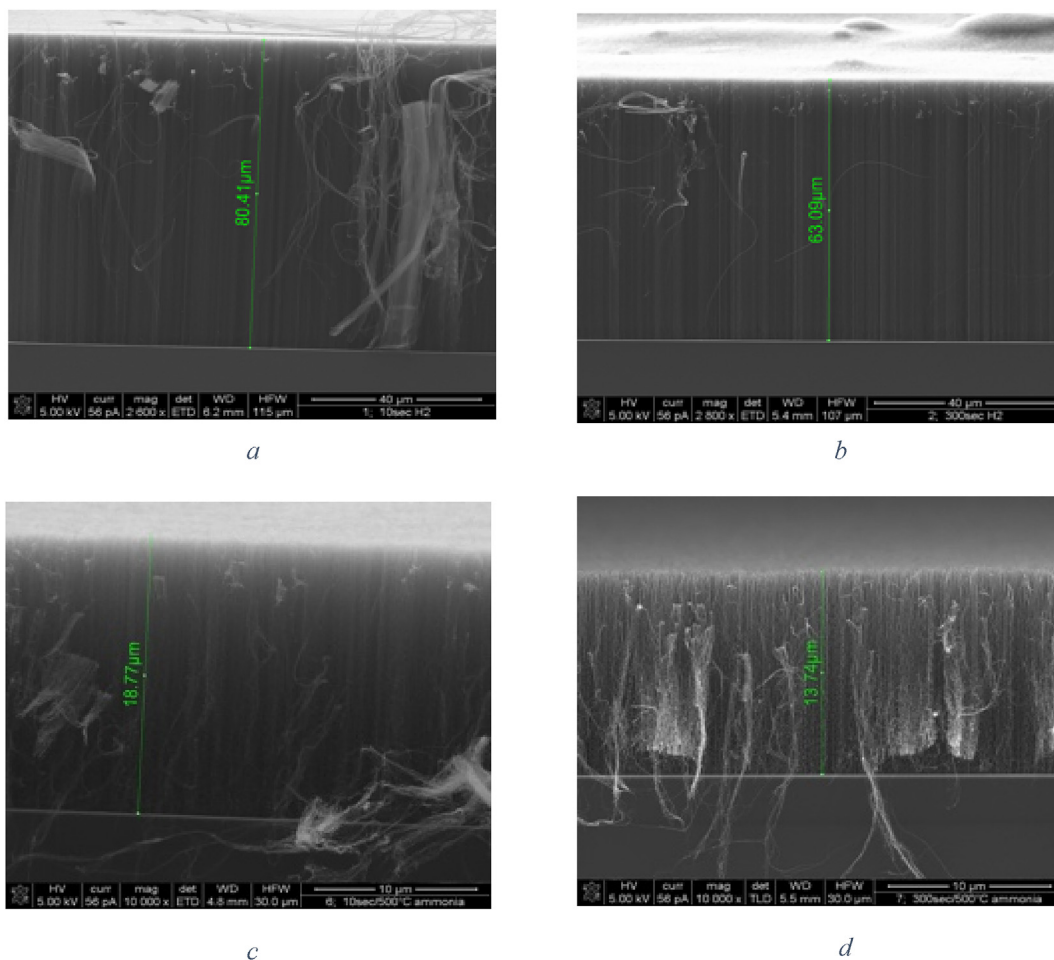 80.41µm
HV curr mag det WD HFW 40 µm
5.00 kV 56 pA 2 600 x ETD 6.2 mm 115 µm 1; 10sec H2
a
63.09µm
HV curr mag det WD HFW 40 µm
5.00 kV 56 pA 2 800 x ETD 5.4 mm 107 µm 2; 300sec H2
b
18.77µm
HV curr mag det WD HFW 10 µm
5.00 kV 56 pA 10 000 x ETD 4.8 mm 30.0 µm 6; 10sec/500°C ammonia
c
13.74µm
HV curr mag det WD HFW 10 µm
5.00 kV 56 pA 10 000 x TLD 5.5 mm 30.0 µm 7; 300sec/500°C ammonia
d